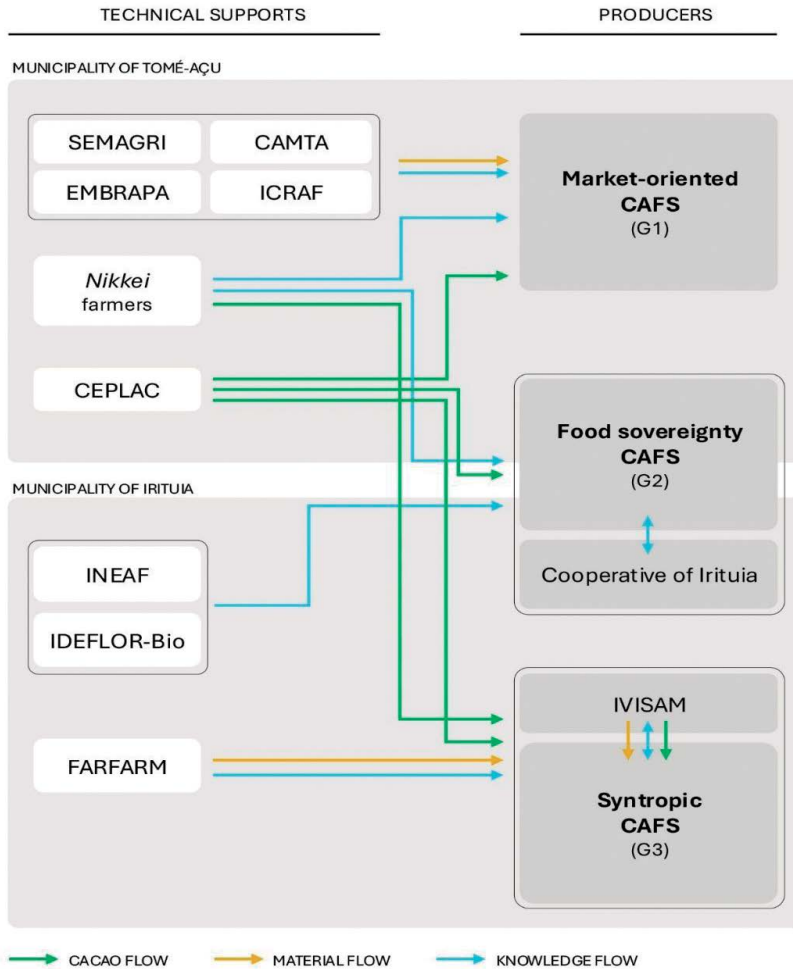 TECHNICAL SUPPORTS
PRODUCERS
MUNICIPALITY OF TOMÉ-AÇU
SEMAGRI
CAMTA
EMBRAPA
ICRAF
Market-oriented
CAFS
(G1)
Nikkei
farmers
CEPLAC
Food sovereignty
CAFS
(G2)
MUNICIPALITY OF IRITUIA
Cooperative of Irituia
INEAF
IDEFLOR-Bio
IVISAM
FARFARM
Syntropic
CAFS
(G3)
CACAO FLOW
MATERIAL FLOW
KNOWLEDGE FLOW